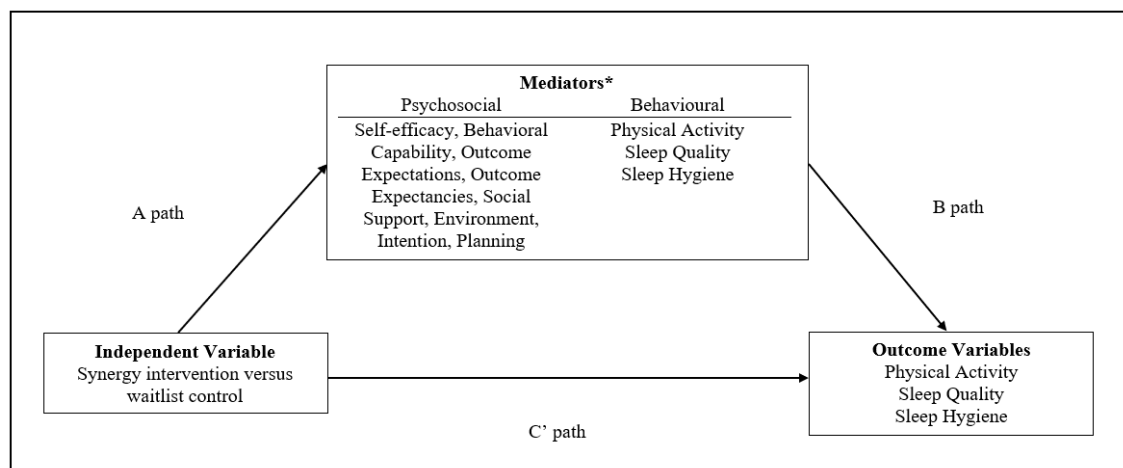 Mediators*
Psychosocial Behavioural
Self-efficacy, Behavioral Physical Activity
Capability, Outcome Sleep Quality
Expectations, Outcome Sleep Hygiene
Expectancies, Social
Support, Environment,
Intention, Planning
A path
B path
Independent Variable
Synergy intervention versus
waitlist control
Outcome Variables
Physical Activity
Sleep Quality
Sleep Hygiene
C’ path